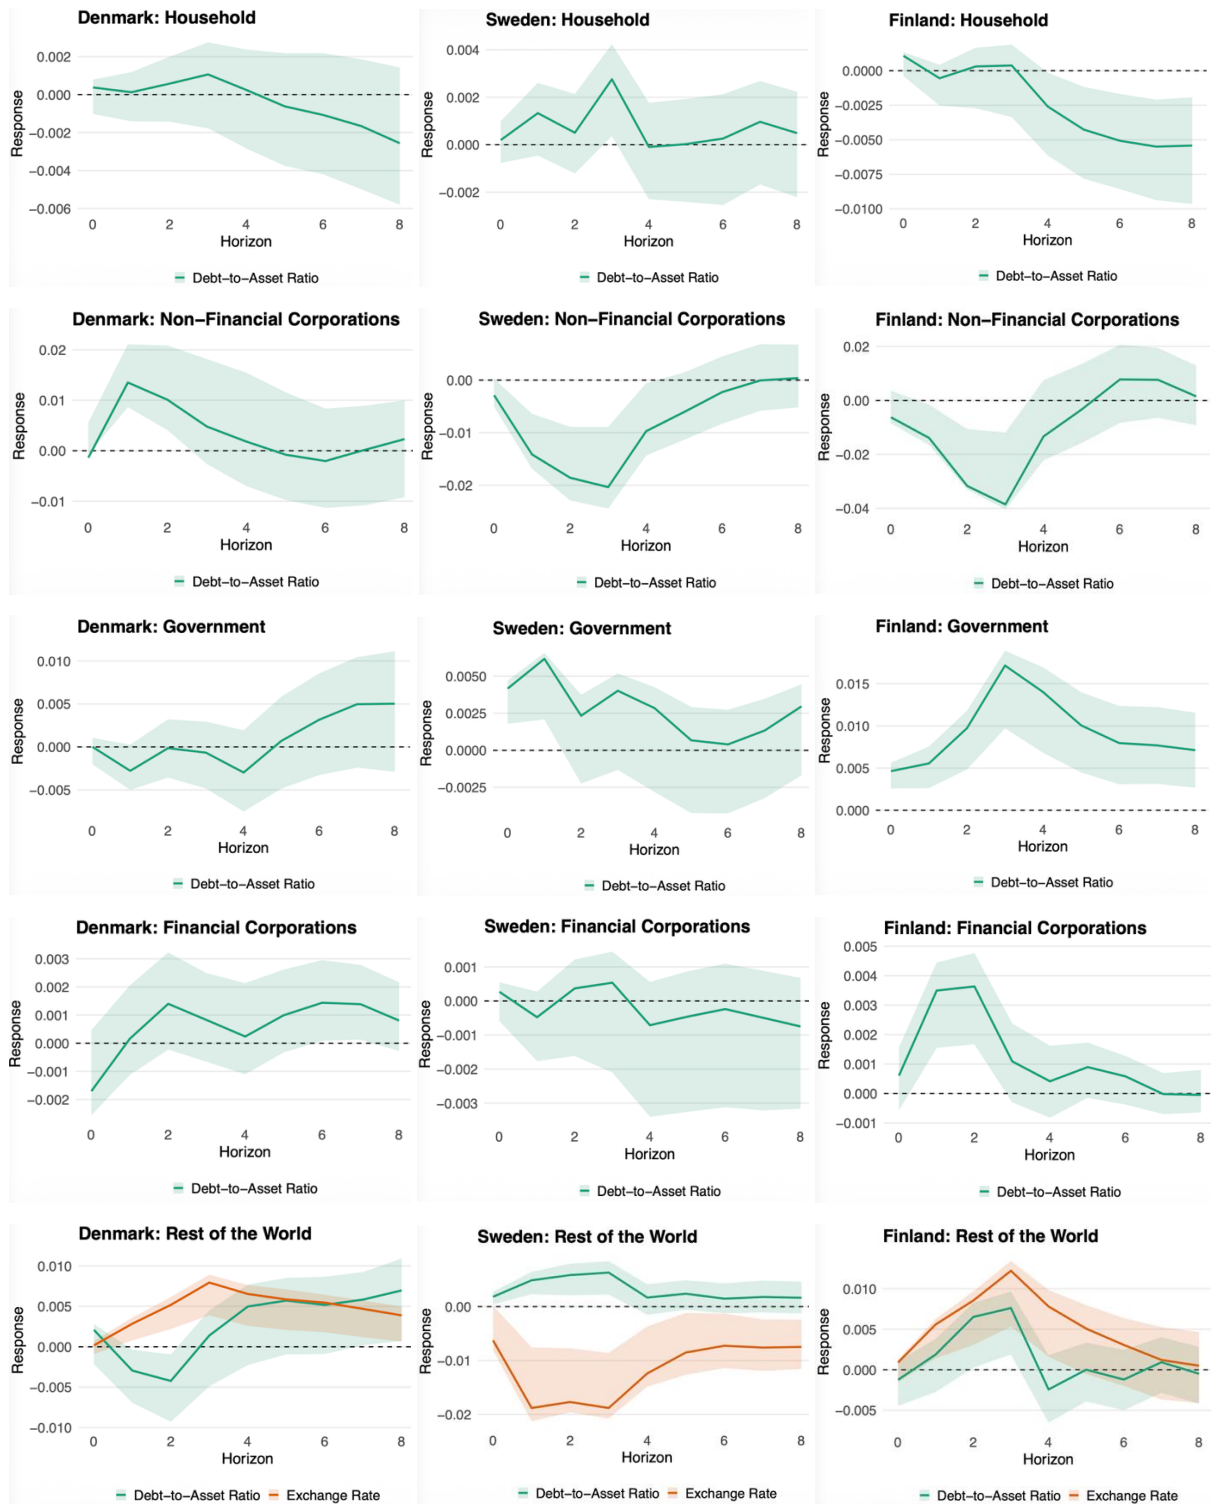 Denmark: Household
0.002
0.000
−0.002
−0.004
−0.006
Response
0 2 4 6 8
Horizon
Debt−to−Asset Ratio
Sweden: Household
0.004
0.002
0.000
−0.002
Response
0 2 4 6 8
Horizon
Debt−to−Asset Ratio
Finland: Household
0.0000
−0.0025
−0.0050
−0.0075
−0.0100
Response
0 2 4 6 8
Horizon
Debt−to−Asset Ratio
Denmark: Non−Financial Corporations
0.02
0.01
0.00
−0.01
Response
0 2 4 6 8
Horizon
Debt−to−Asset Ratio
Sweden: Non−Financial Corporations
0.00
−0.01
−0.02
Response
0 2 4 6 8
Horizon
Debt−to−Asset Ratio
Finland: Non−Financial Corporations
0.02
0.00
−0.02
−0.04
Response
0 2 4 6 8
Horizon
Debt−to−Asset Ratio
Denmark: Government
0.010
0.005
0.000
−0.005
Response
0 2 4 6 8
Horizon
Debt−to−Asset Ratio
Sweden: Government
0.0050
0.0025
0.0000
−0.0025
Response
0 2 4 6 8
Horizon
Debt−to−Asset Ratio
Finland: Government
0.015
0.010
0.005
0.000
Response
0 2 4 6 8
Horizon
Debt−to−Asset Ratio
Denmark: Financial Corporations
0.003
0.002
0.001
0.000
−0.001
−0.002
Response
0 2 4 6 8
Horizon
Debt−to−Asset Ratio
Sweden: Financial Corporations
0.001
0.000
−0.001
−0.002
−0.003
Response
0 2 4 6 8
Horizon
Debt−to−Asset Ratio
Finland: Financial Corporations
0.005
0.004
0.003
0.002
0.001
0.000
−0.001
Response
0 2 4 6 8
Horizon
Debt−to−Asset Ratio
Denmark: Rest of the World
0.010
0.005
0.000
−0.005
−0.010
Response
0 2 4 6 8
Horizon
Debt−to−Asset Ratio Exchange Rate
Sweden: Rest of the World
0.00
−0.01
−0.02
Response
0 2 4 6 8
Horizon
Debt−to−Asset Ratio Exchange Rate
Finland: Rest of the World
0.010
0.005
0.000
−0.005
Response
0 2 4 6 8
Horizon
Debt−to−Asset Ratio Exchange Rate